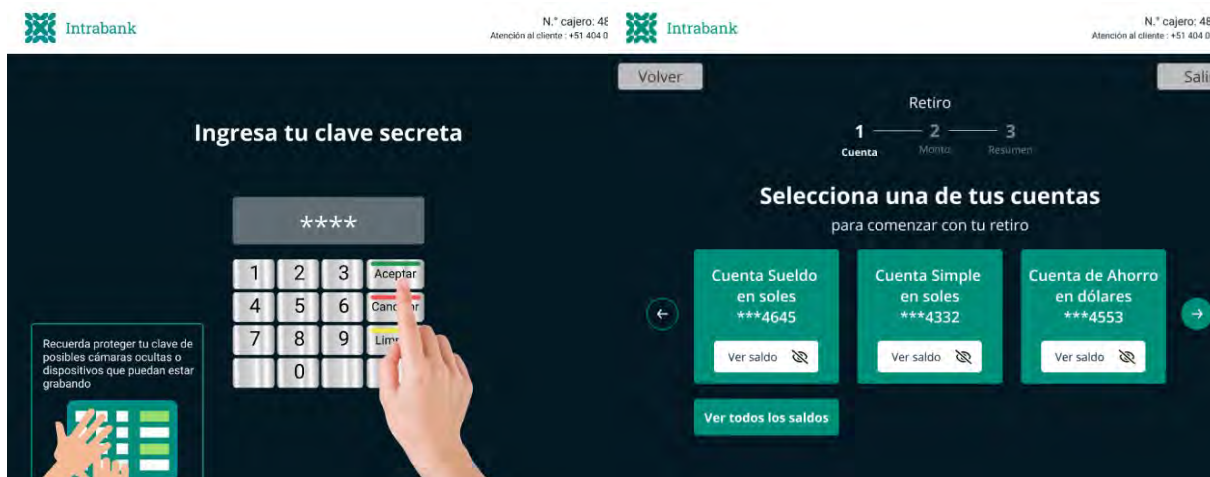 Intrabank
N.° cajero: 48
Atención al cliente : +51 404 0
Ingresa tu clave secreta
****
1 2 3 Aceptar
4 5 6
7 8 9
0
Recuerda proteger tu clave de
posibles cámaras ocultas o
dispositivos que puedan estar
grabando
Intrabank
N.° cajero: 48
Atención al cliente : +51 404 0
Volver
Sali
Retiro
1 2 3
Cuenta Monto Resumen
Selecciona una de tus cuentas
para comenzar con tu retiro
Cuenta Sueldo
en soles
***4645
Ver saldo
Cuenta Simple
en soles
***4332
Ver saldo
Cuenta de Ahorro
en dólares
***4553
Ver saldo
Ver todos los saldos